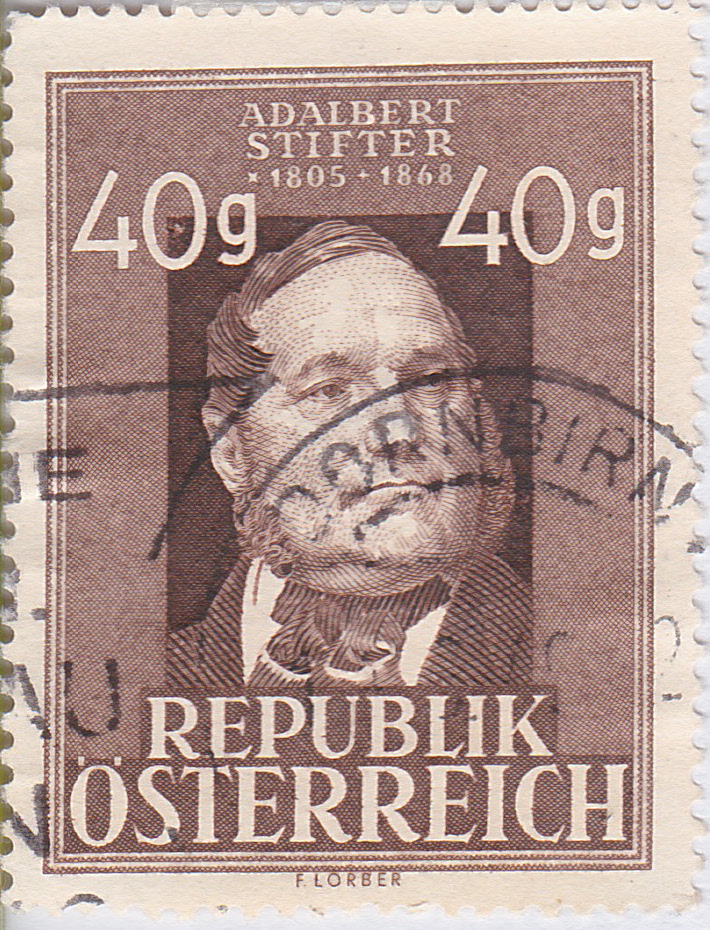 ADALBERT
STIFTER
* 1805 + 1868
40g 40g
DORNBIRN
REPUBLIK
ÖSTERREICH
F. LORBER